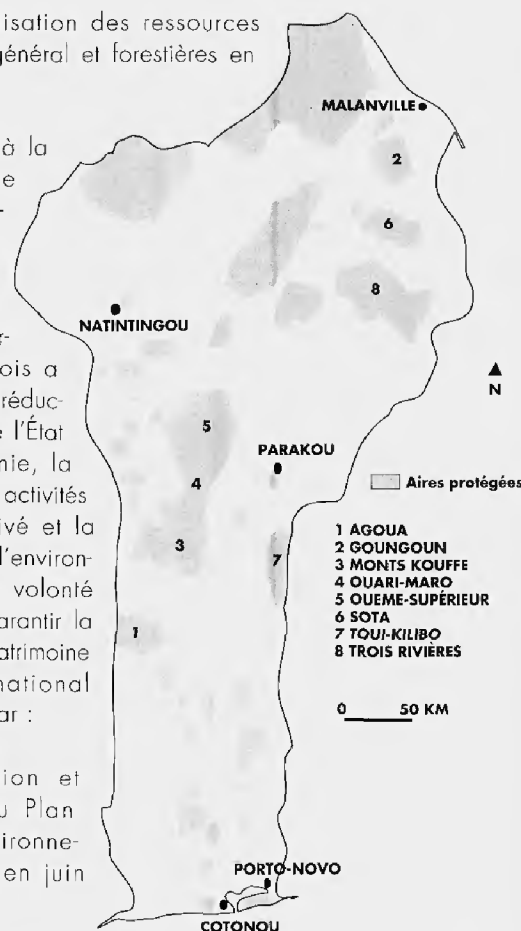 isation des ressources
général et forestières en
à la
e
-
g-
ois a
réduc-
e l'État
nie, la
activités
ivé et la
l'environ-
volonté
arantir la
atrimoine
national
ar :
ion et
u Plan
ironne-
en juin
MALANVILLE
2
6
8
NATINTINGOU
N
5
PARAKOU
4
Aires protégées
3
7
1 AGOUA
2 GOUNGOUN
3 MONTS KOUFFE
4 OUARI-MARO
5 OUEME-SUPÉRIEUR
6 SOTA
7 TOUI-KILIBO
8 TROIS RIVIÈRES
1
0 50 KM
PORTO-NOVO
COTONOU